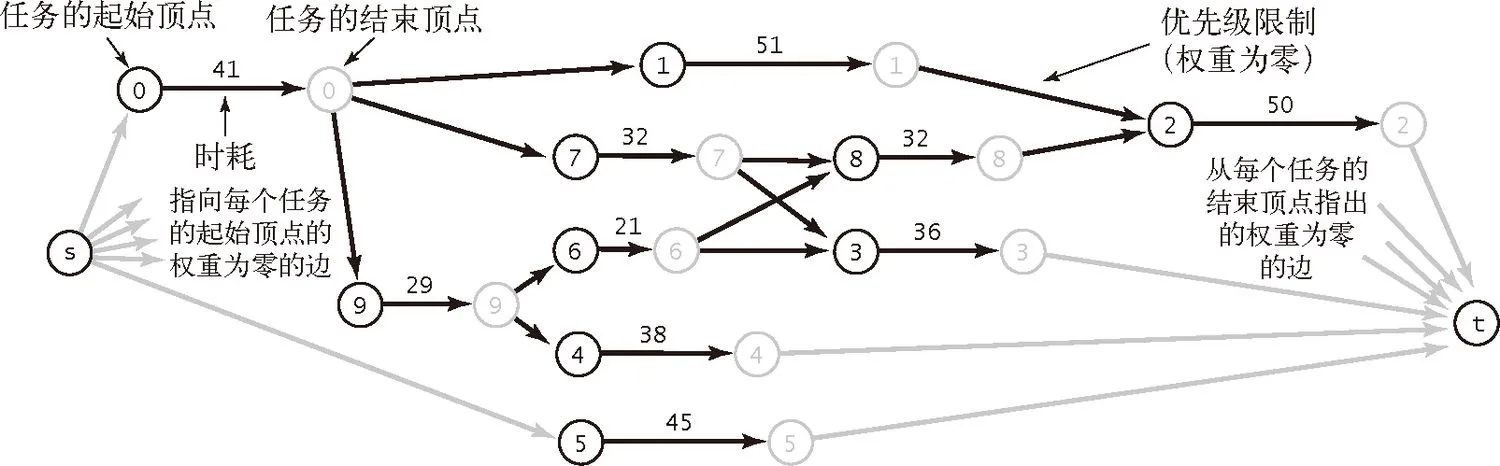 任务的起始顶点
任务的结束顶点
优先级限制
（权重为零）
41
51
50
0
0
1
1
2
2
时耗
32
32
7
7
8
8
指向每个任务
的起始顶点的
权重为零的边
从每个任务的
结束顶点指出
的权重为零
的边
s
21
36
6
6
3
3
29
9
9
t
38
4
4
45
5
5